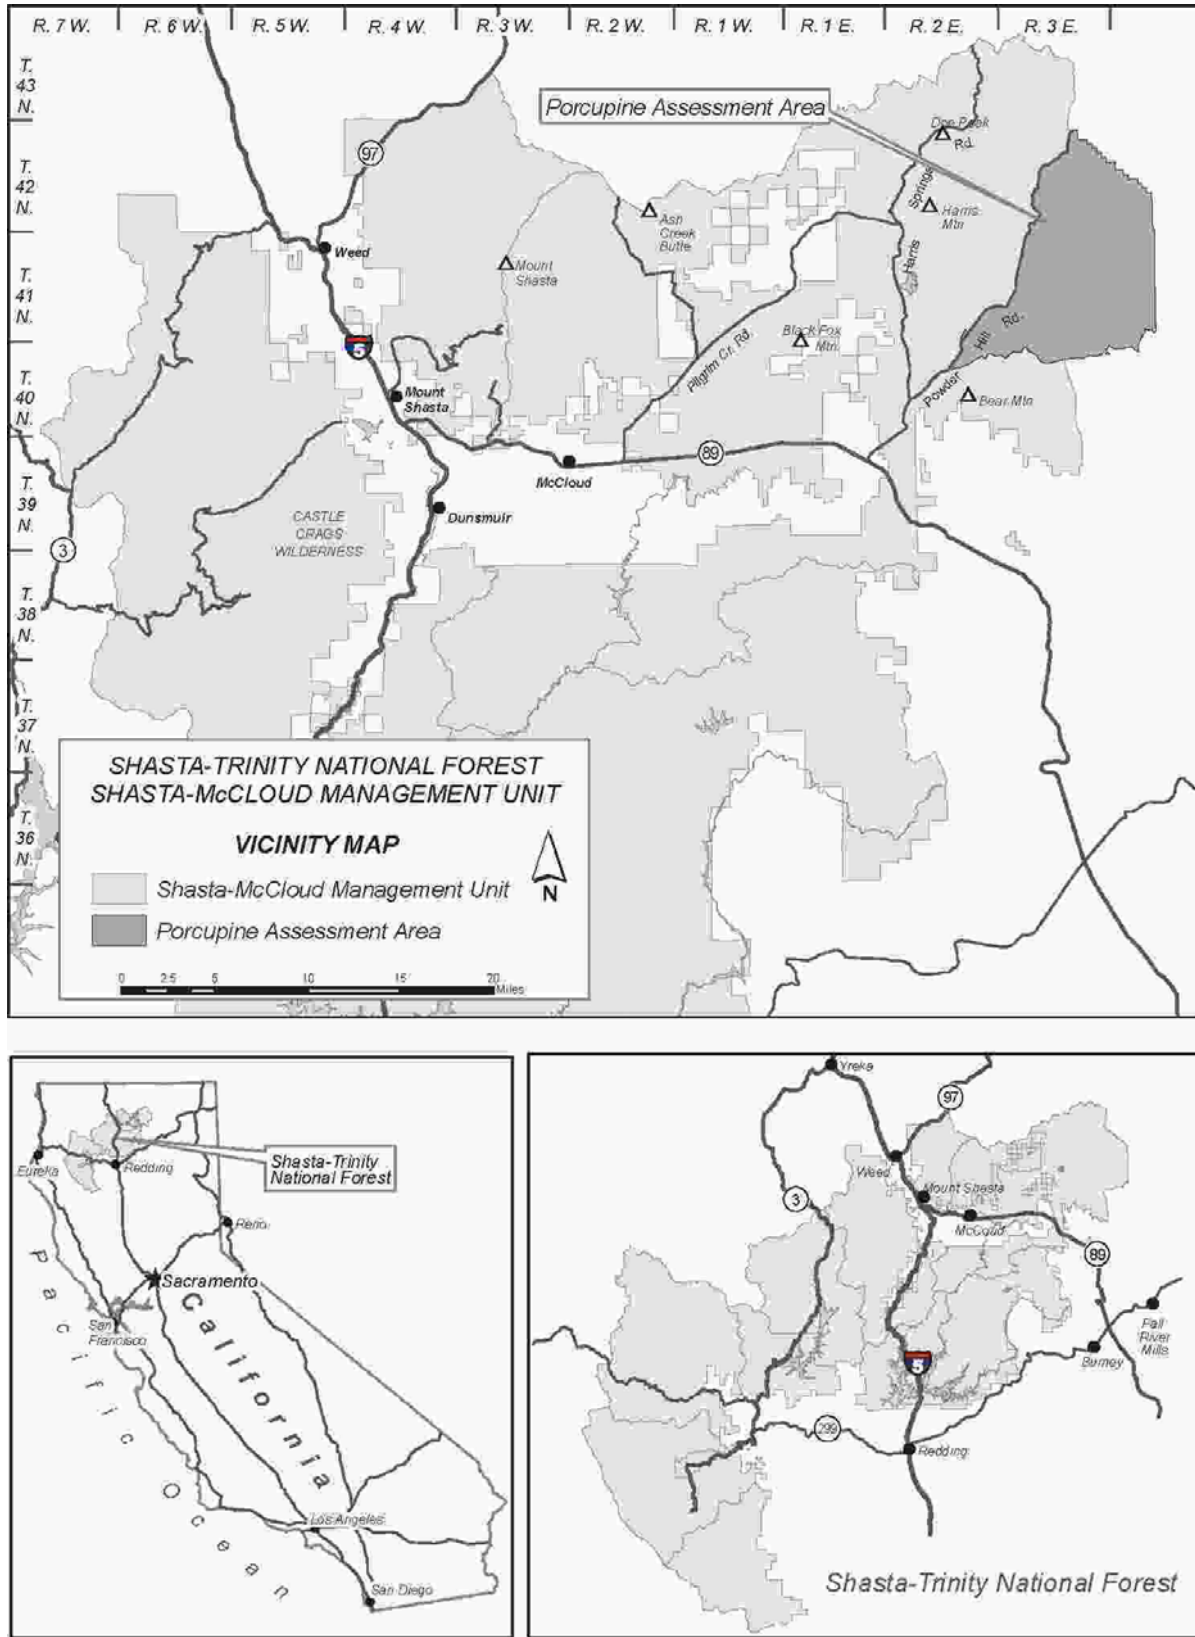 R. 7 W. R. 6 W. R. 5 W. R. 4 W. R. 3 W. R. 2 W. R. 1 W. R. 1 E. R. 2 E. R. 3 E.
T.
43
N.
T.
42
N.
T.
41
N.
T.
40
N.
T.
39
N.
T.
38
N.
T.
37
N.
T.
36
N.
Porcupine Assessment Area
97
Rd.
Springs
Harris
Harris
Mtn
Ash
Creek
Butte
Weed
Mount
Shasta
5
Black Fox
Mtn.
Pilgrim Cr. Rd.
Powder
Hill
Rd.
Bear Mtn
Mount
Shasta
89
McCloud
Dunsmuir
CASTLE
CRAGS
WILDERNESS
3
SHASTA-TRINITY NATIONAL FOREST
SHASTA-McCLOUD MANAGEMENT UNIT
VICINITY MAP
Shasta-McCloud Management Unit
Porcupine Assessment Area
N
0 2.5 5 10 15 20
Miles
Eureka
Redding
Shasta-Trinity
National Forest
Reno
Sacramento
San
Francisco
California
Pacific Ocean
Los Angeles
San Diego
Yreka
97
Weed
Mount Shasta
McCloud
3
89
Fall
River
Mills
Burney
5
299
Redding
Shasta-Trinity National Forest